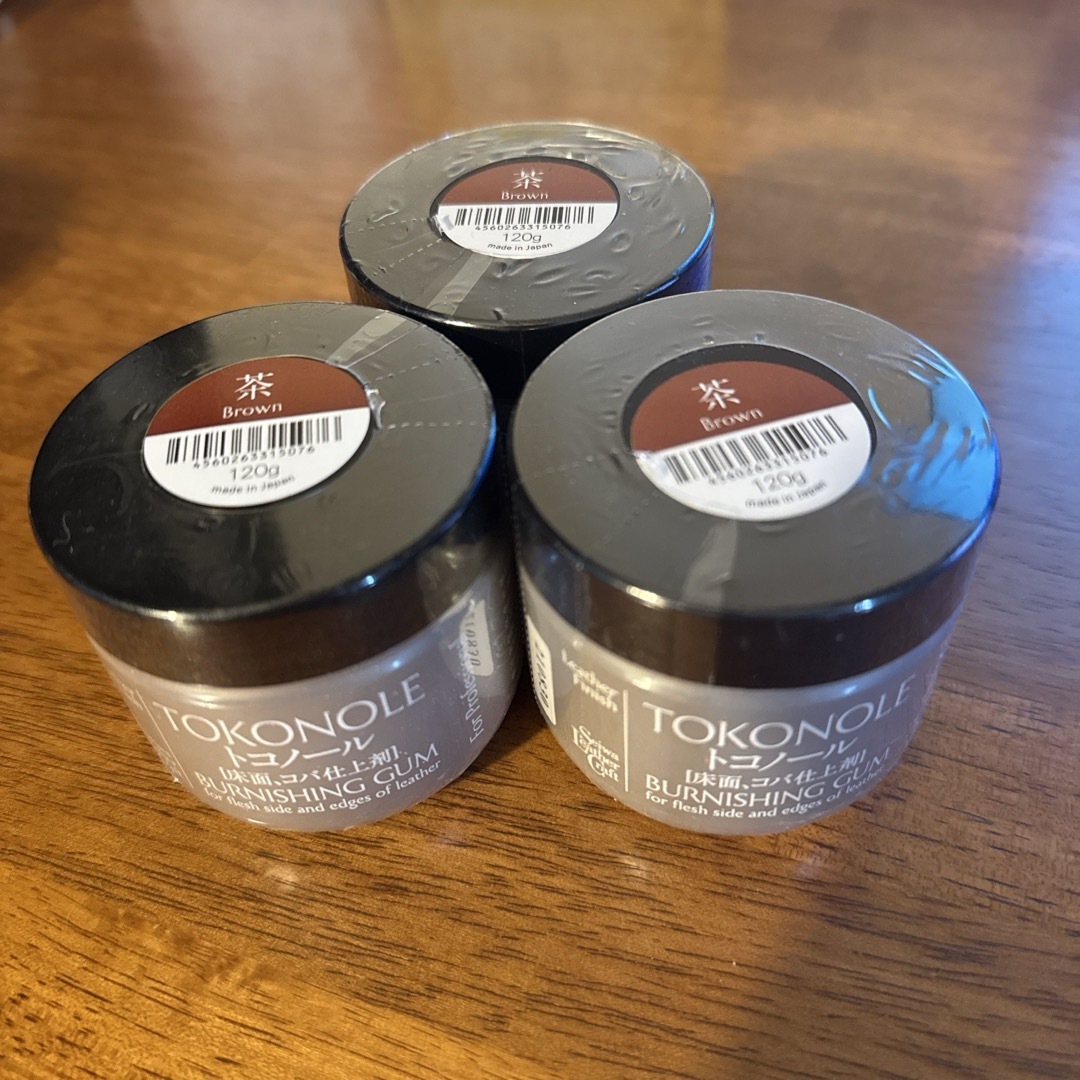 茶
Brown
4560263315076
120g
made in Japan
茶
Brown
4560263315076
120g
made in Japan
茶
Brown
4560263315076
120g
made in Japan
TOKONOLE
トコノール
[床面、コバ仕上剤]
BURNISHING GUM
for flesh side and edges of leather
For Professional
Leather
Finish
Seiwa
Leather
Craft
TOKONOLE
トコノール
[床面、コバ仕上剤]
BURNISHING GUM
for flesh side and edges of leather